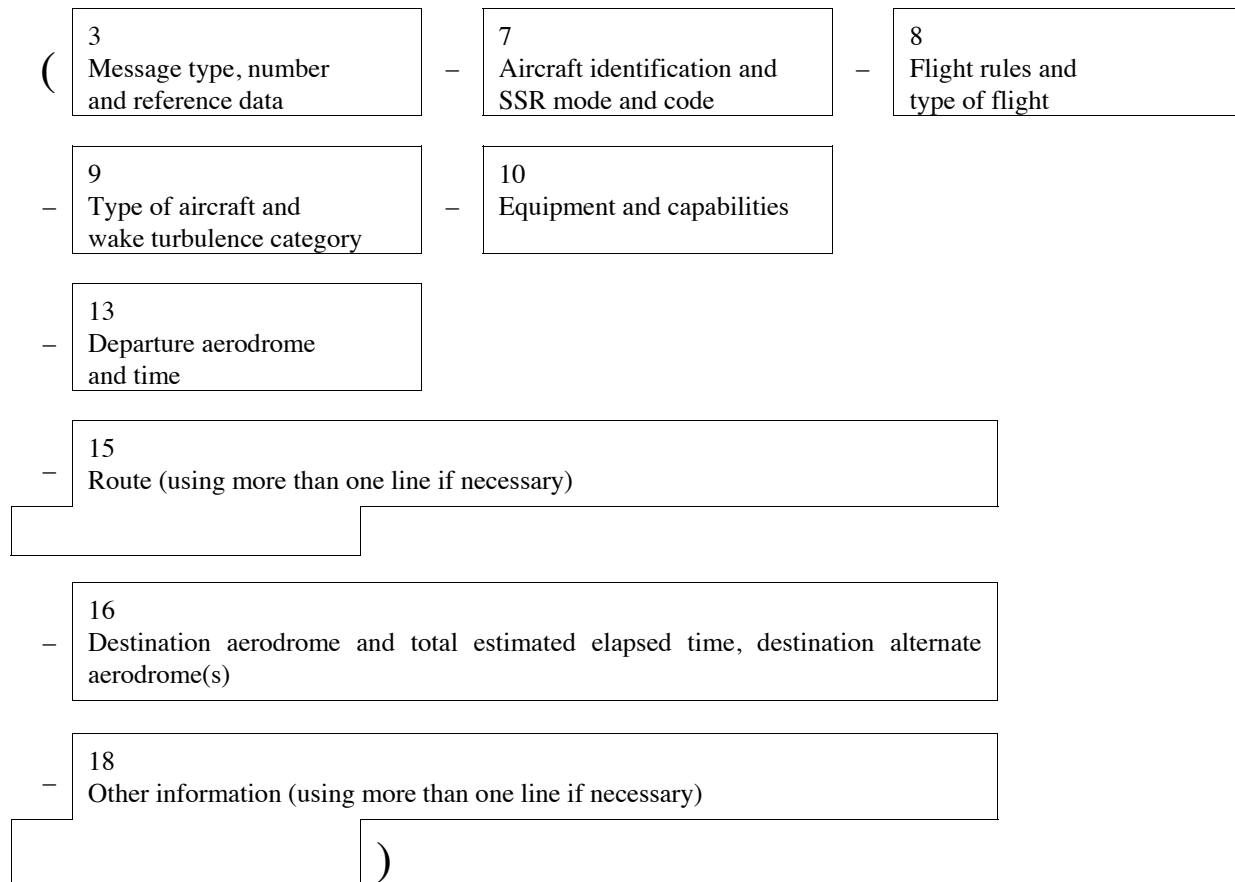 (
3
Message type, number
and reference data
–
7
Aircraft identification and
SSR mode and code
–
8
Flight rules and
type of flight
–
9
Type of aircraft and
wake turbulence category
–
10
Equipment and capabilities
–
13
Departure aerodrome
and time
–
15
Route (using more than one line if necessary)
–
16
Destination aerodrome and total estimated elapsed time, destination alternate
aerodrome(s)
–
18
Other information (using more than one line if necessary)
)